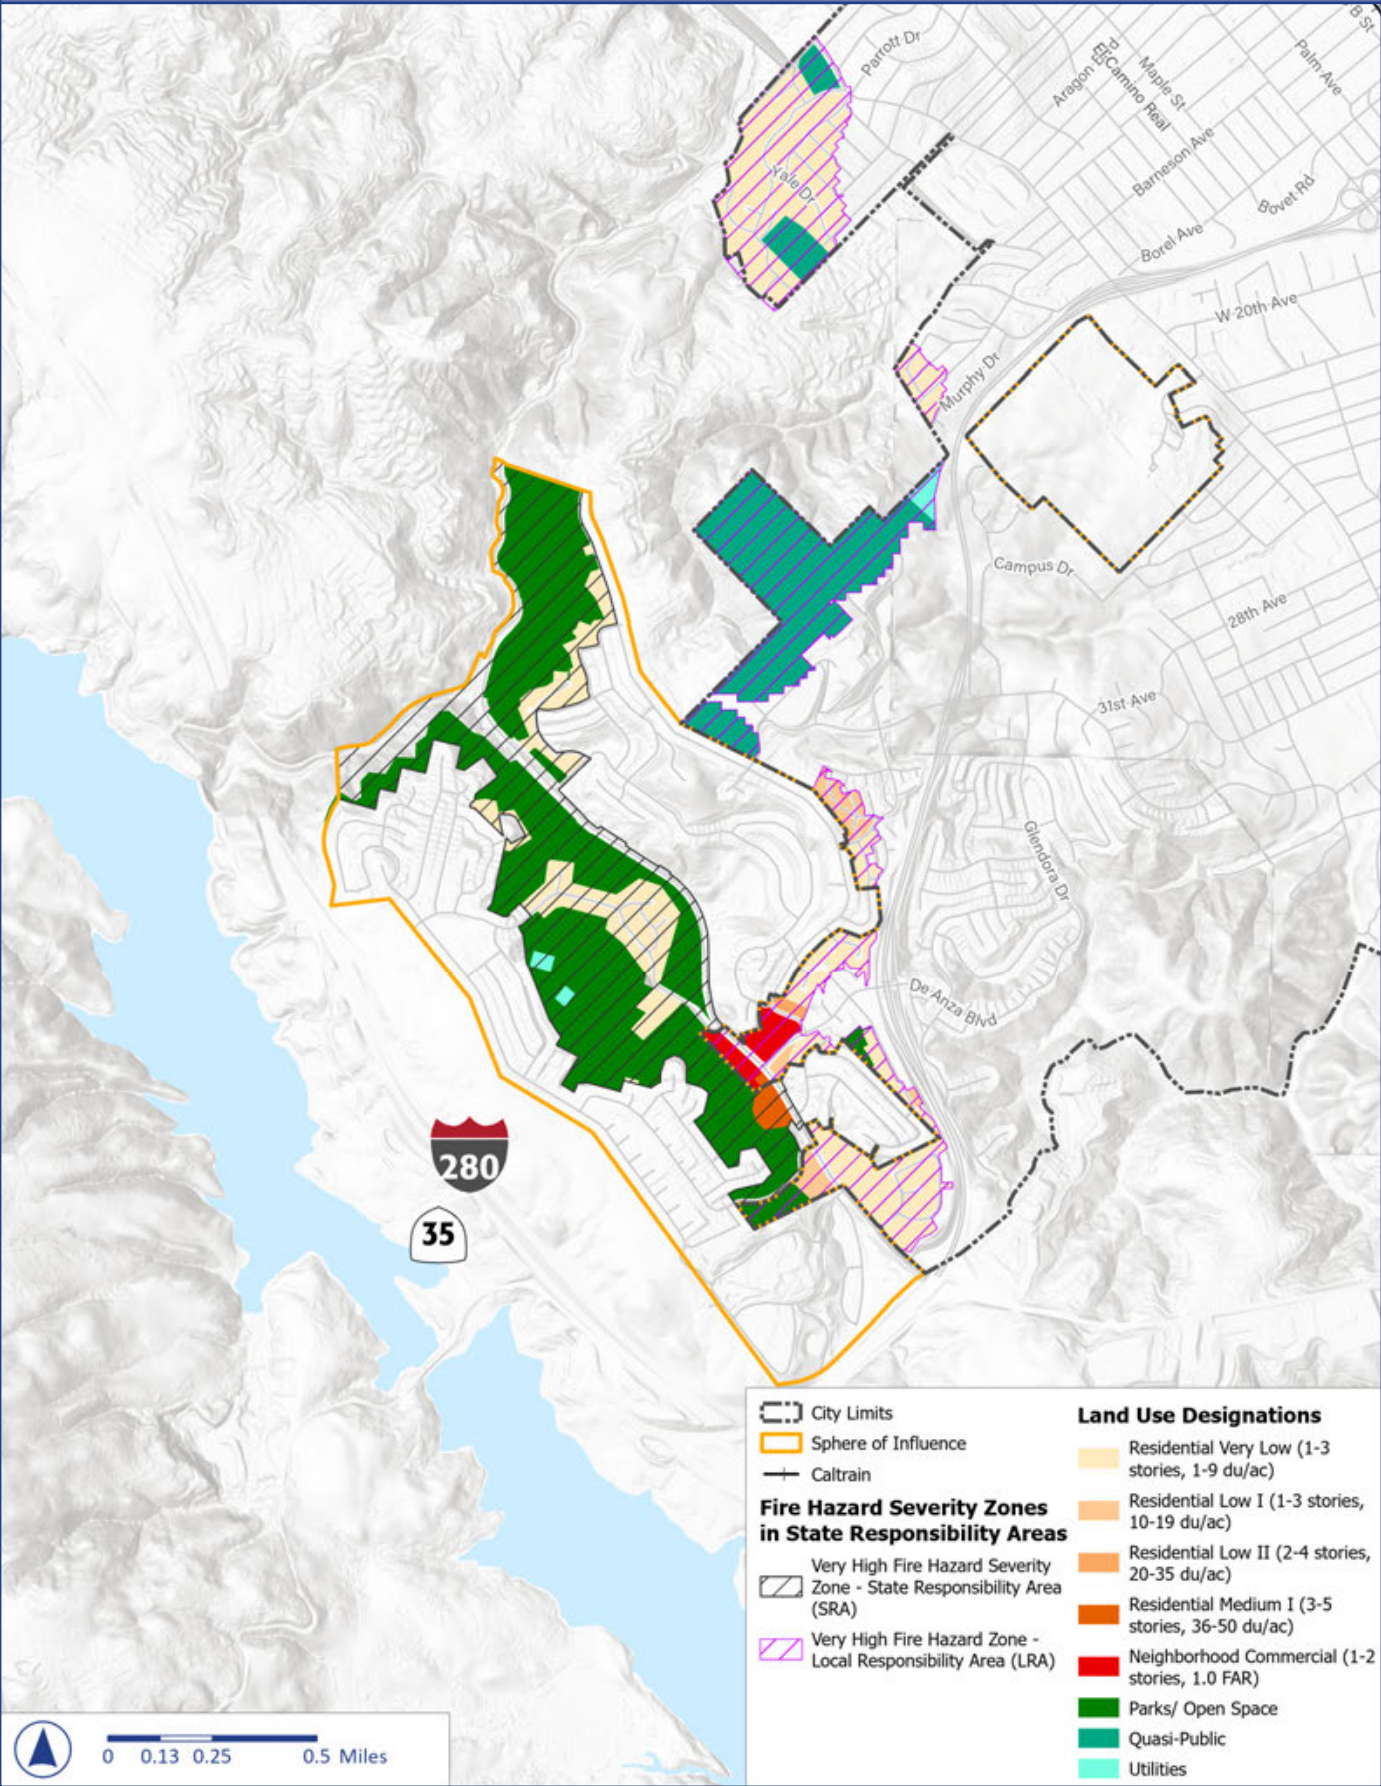 B St
Parrott Dr
Palm Ave
Aragon Blvd
El Camino Real
Maple St
Barneson Ave
Yale Dr
Bovet Rd
Borel Ave
W 20th Ave
Murphy Dr
Campus Dr
28th Ave
31st Ave
Glendora Dr
De Anza Blvd
280
35
City Limits
Sphere of Influence
Caltrain
Fire Hazard Severity Zones
in State Responsibility Areas
Very High Fire Hazard Severity
Zone - State Responsibility Area
(SRA)
Very High Fire Hazard Zone -
Local Responsibility Area (LRA)
Land Use Designations
Residential Very Low (1-3
stories, 1-9 du/ac)
Residential Low I (1-3 stories,
10-19 du/ac)
Residential Low II (2-4 stories,
20-35 du/ac)
Residential Medium I (3-5
stories, 36-50 du/ac)
Neighborhood Commercial (1-2
stories, 1.0 FAR)
Parks/ Open Space
Quasi-Public
Utilities
0 0.13 0.25 0.5 Miles